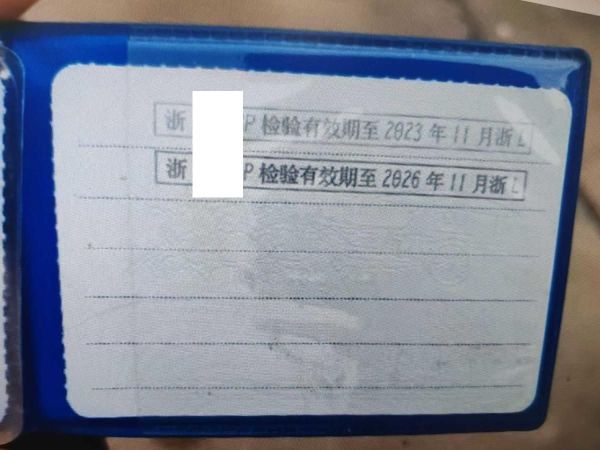 浙 P 检验有效期至 2023 年 11 月浙 L
浙 P 检验有效期至 2026 年 11 月浙 L